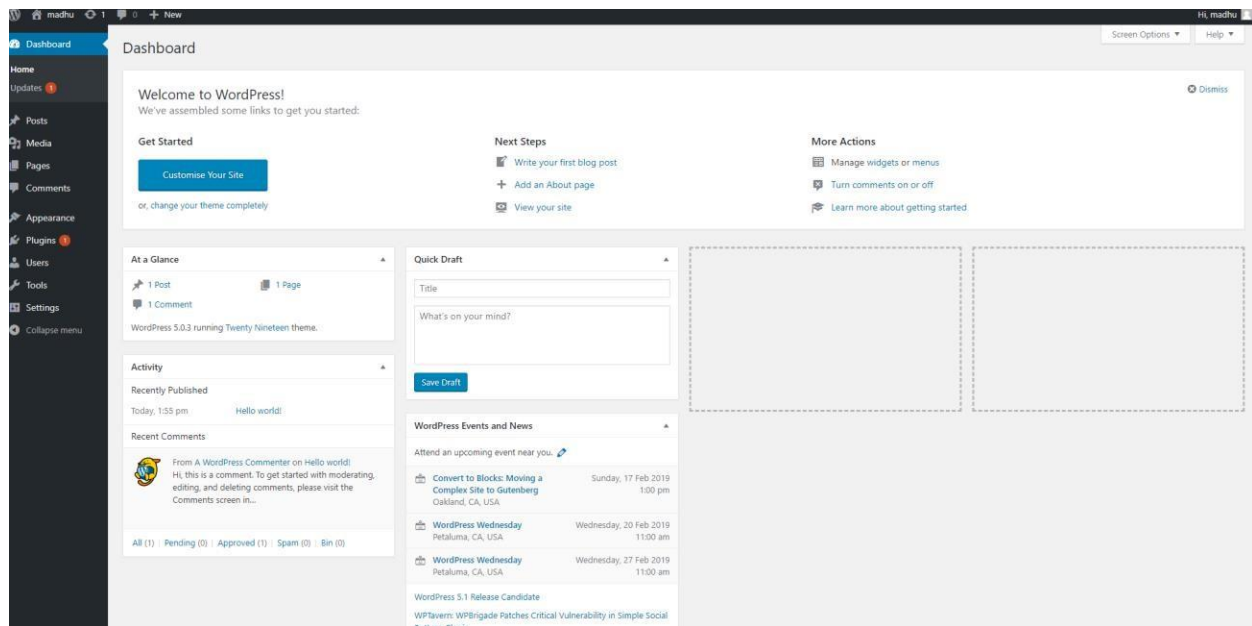 madhu 1 0 + New
Hi, madhu
Screen Options ▼ Help ▼
Dashboard
Home
Updates 1
Posts
Media
Pages
Comments
Appearance
Plugins 1
Users
Tools
Settings
Collapse menu
Dashboard
Welcome to WordPress!
We've assembled some links to get you started:
Dismiss
Get Started
Customise Your Site
or, change your theme completely
Next Steps
Write your first blog post
Add an About page
View your site
More Actions
Manage widgets or menus
Turn comments on or off
Learn more about getting started
At a Glance
1 Post 1 Page
1 Comment
WordPress 5.0.3 running Twenty Nineteen theme.
Activity
Recently Published
Today, 1:55 pm Hello world!
Recent Comments
From A WordPress Commenter on Hello world!
Hi, this is a comment. To get started with moderating,
editing, and deleting comments, please visit the
Comments screen in...
All (1) | Pending (0) | Approved (1) | Spam (0) | Bin (0)
Quick Draft
Title
What's on your mind?
Save Draft
WordPress Events and News
Attend an upcoming event near you.
Convert to Blocks: Moving a Sunday, 17 Feb 2019
Complex Site to Gutenberg 1:00 pm
Oakland, CA, USA
WordPress Wednesday Wednesday, 20 Feb 2019
Petaluma, CA, USA 11:00 am
WordPress Wednesday Wednesday, 27 Feb 2019
Petaluma, CA, USA 11:00 am
WordPress 5.1 Release Candidate
WPTavern: WPBrigade Patches Critical Vulnerability in Simple Social